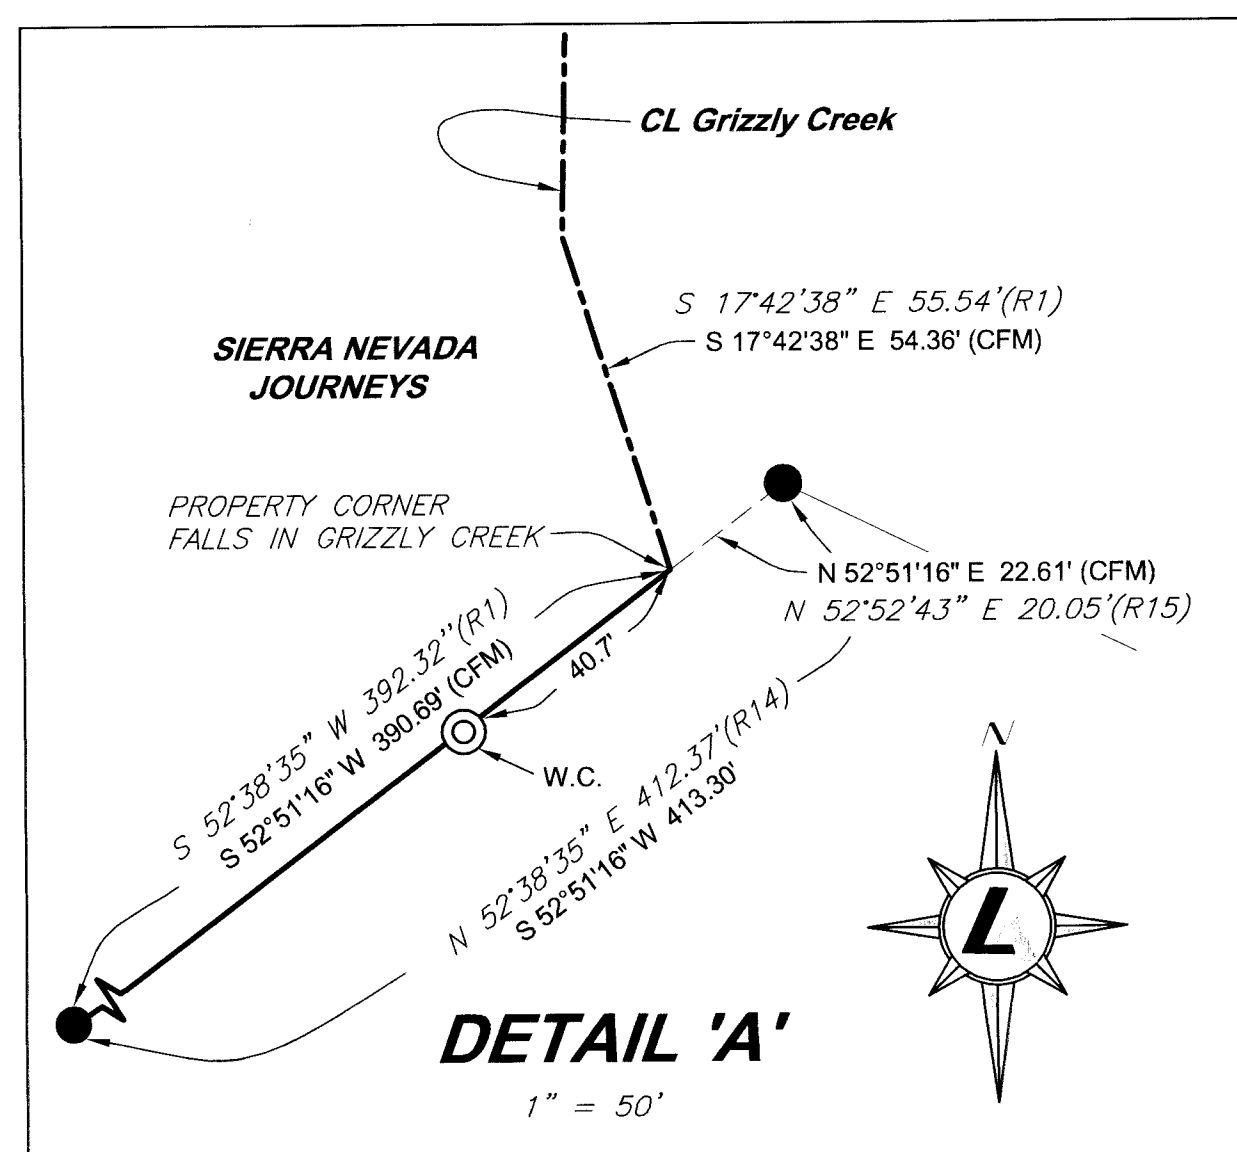 CL Grizzly Creek
S 17°42'38" E 55.54'(R1)
S 17°42'38" E 54.36' (CFM)
SIERRA NEVADA
JOURNEYS
PROPERTY CORNER
FALLS IN GRIZZLY CREEK
N 52°51'16" E 22.61' (CFM)
N 52°52'43" E 20.05'(R15)
S 52°38'35" W 392.32"(R1)
S 52°51'16" W 390.69' (CFM)
40.7'
W.C.
N 52°38'35" E 412.37'(R14)
S 52°51'16" W 413.30'
N
L
DETAIL 'A'
1" = 50'